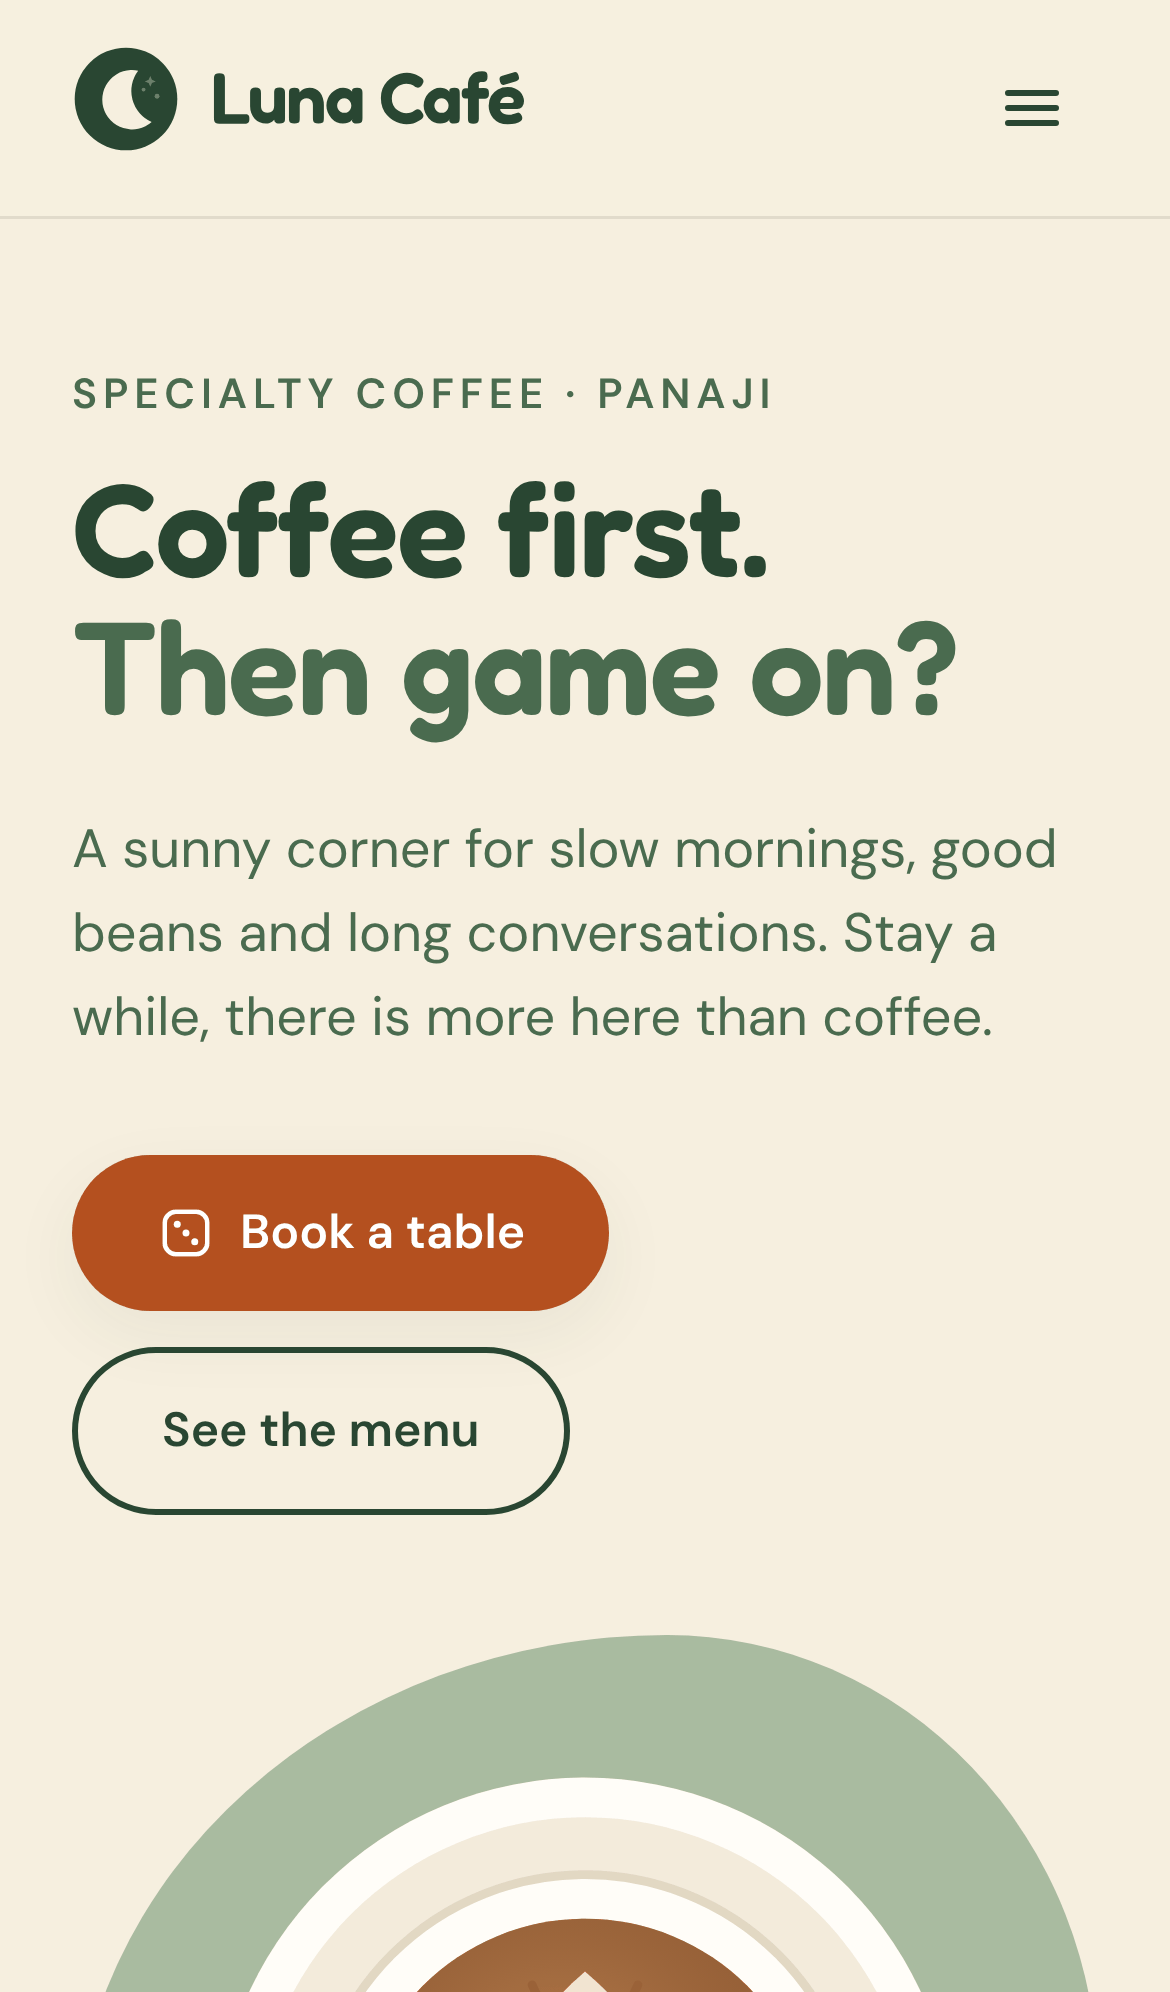 Luna Café
SPECIALTY COFFEE · PANAJI
Coffee first.
Then game on?
A sunny corner for slow mornings, good
beans and long conversations. Stay a
while, there is more here than coffee.
Book a table
See the menu